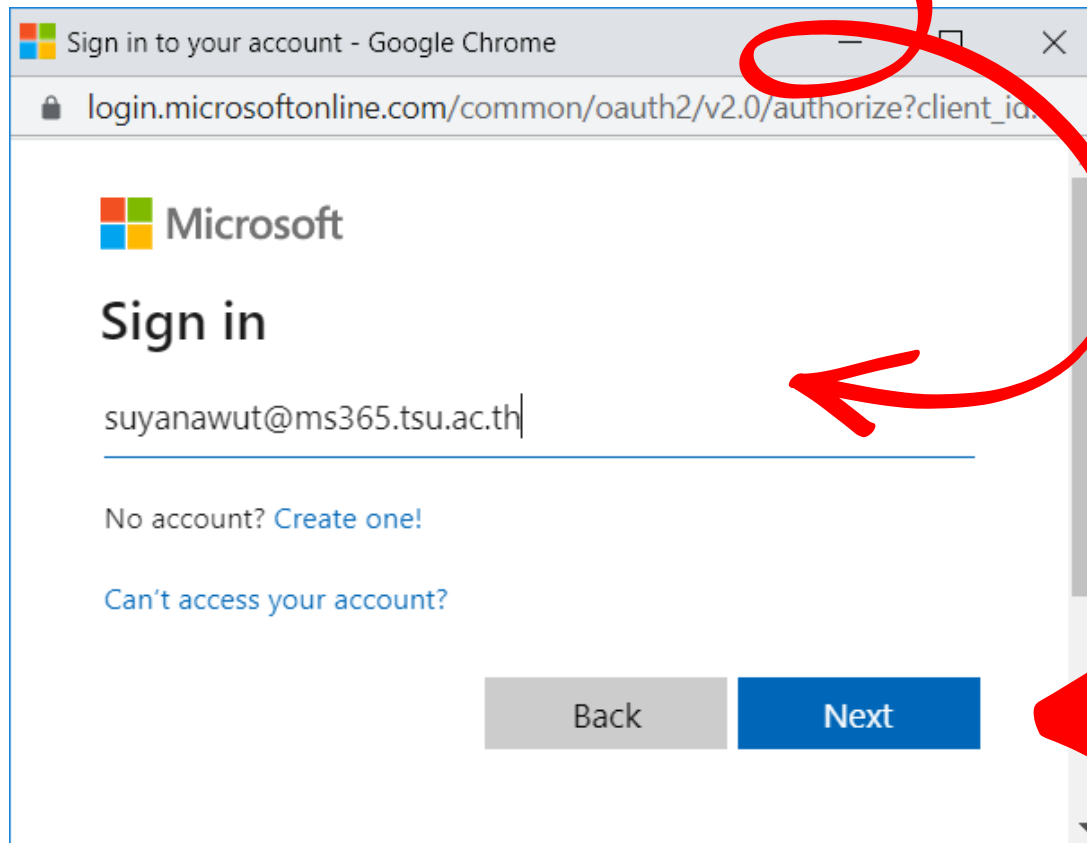 Sign in to your account - Google Chrome
login.microsoftonline.com/common/oauth2/v2.0/authorize?client_id.
Microsoft
Sign in
suyanawut@ms365.tsu.ac.th
No account? Create one!
Can't access your account?
Back
Next